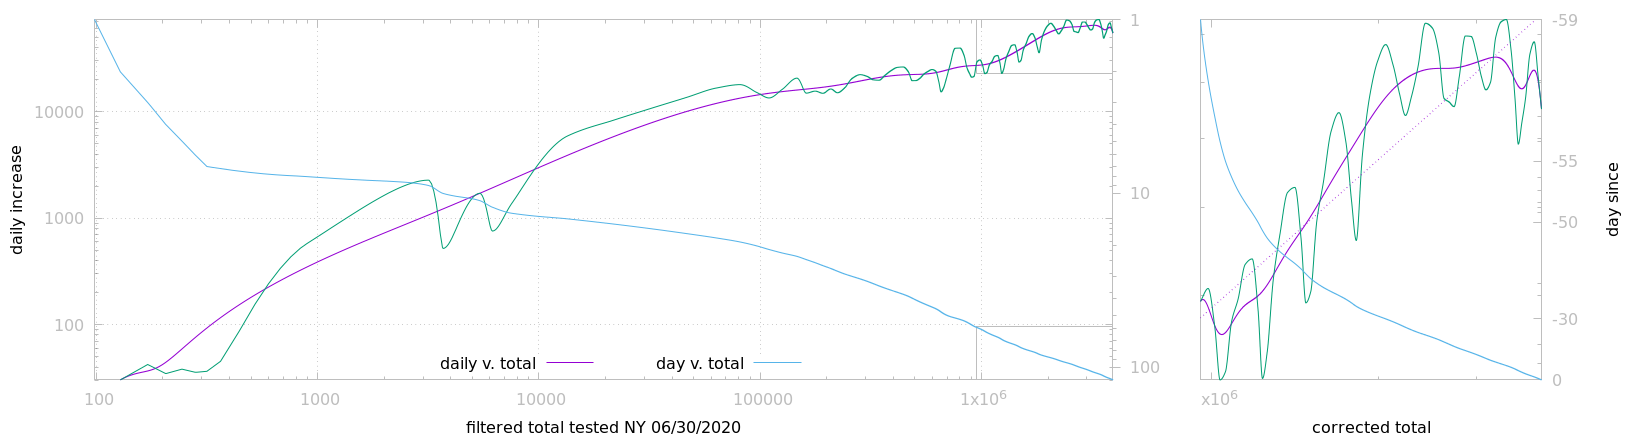 1
-59
10000
-55
daily increase
10
day since
1000
-50
100
-30
daily v. total
day v. total
100
0
100
1000
10000
100000
1x10⁶
x10⁶
filtered total tested NY 06/30/2020
corrected total